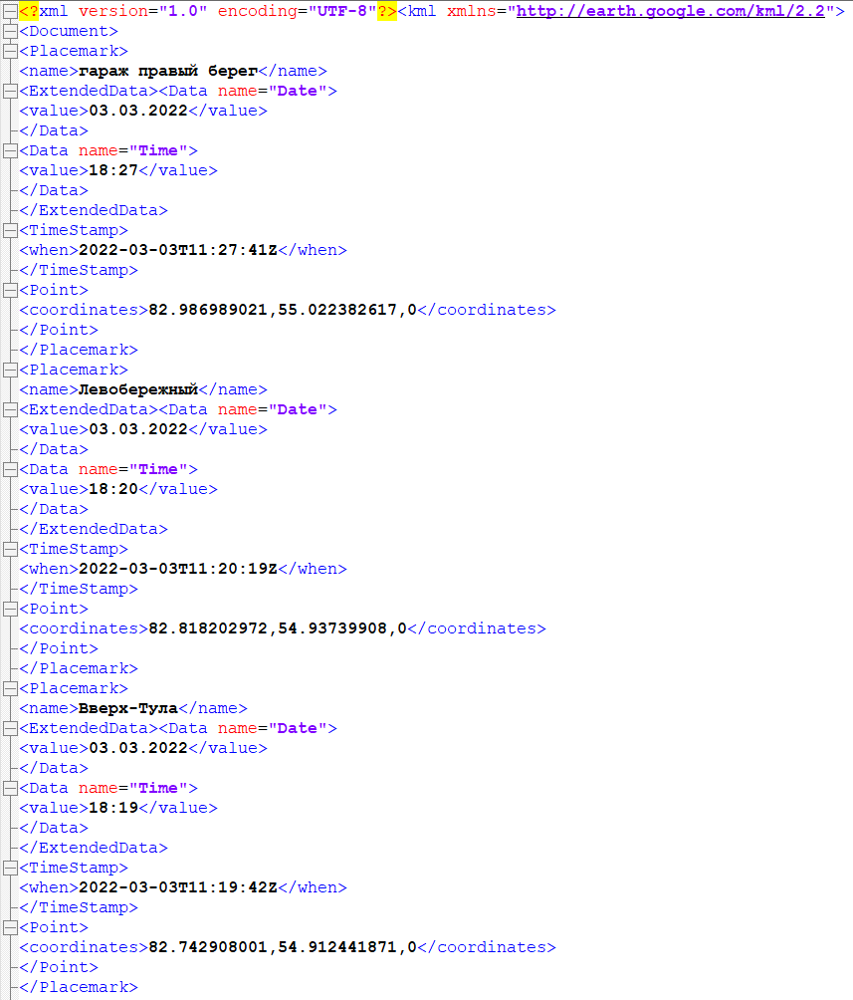 <?xml version="1.0" encoding="UTF-8"?><kml xmlns="http://earth.google.com/kml/2.2">
<Document>
<Placemark>
<name>гараж правый берег</name>
<ExtendedData><Data name="Date">
<value>03.03.2022</value>
</Data>
<Data name="Time">
<value>18:27</value>
</Data>
</ExtendedData>
<TimeStamp>
<when>2022-03-03T11:27:41Z</when>
</TimeStamp>
<Point>
<coordinates>82.986989021,55.022382617,0</coordinates>
</Point>
</Placemark>
<Placemark>
<name>Левобережный</name>
<ExtendedData><Data name="Date">
<value>03.03.2022</value>
</Data>
<Data name="Time">
<value>18:20</value>
</Data>
</ExtendedData>
<TimeStamp>
<when>2022-03-03T11:20:19Z</when>
</TimeStamp>
<Point>
<coordinates>82.818202972,54.93739908,0</coordinates>
</Point>
</Placemark>
<Placemark>
<name>Вверх-Тула</name>
<ExtendedData><Data name="Date">
<value>03.03.2022</value>
</Data>
<Data name="Time">
<value>18:19</value>
</Data>
</ExtendedData>
<TimeStamp>
<when>2022-03-03T11:19:42Z</when>
</TimeStamp>
<Point>
<coordinates>82.742908001,54.912441871,0</coordinates>
</Point>
</Placemark>